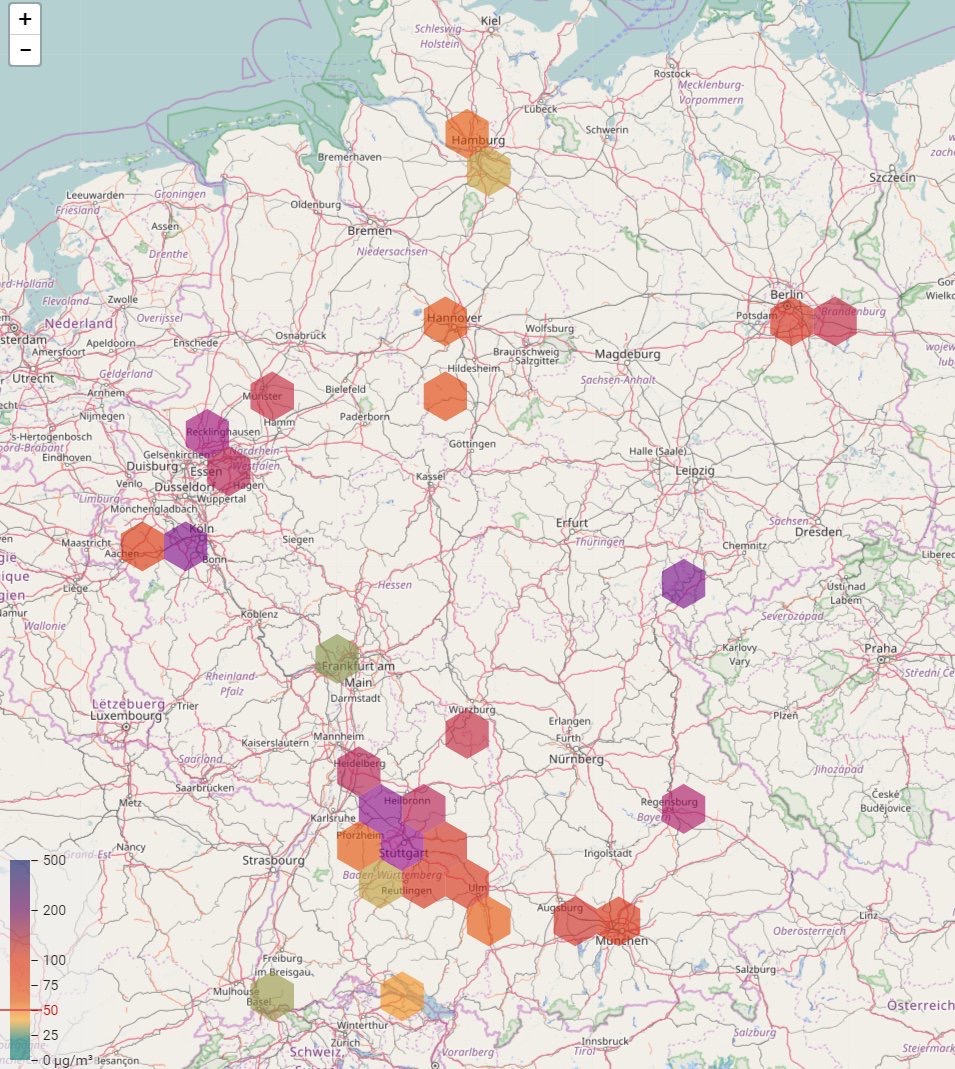 +
−
Kiel
Schleswig-
Holstein
Rostock
Mecklenburg-
Vorpommern
Lübeck
Schwerin
Hamburg
Bremerhaven
Szczecin
Leeuwarden
Groningen
Friesland
Oldenburg
Assen
Bremen
Drenthe
Niedersachsen
Flevoland
Zwolle
Berlin
Overijssel
Hannover
Potsdam
Brandenburg
Nederland
Wolfsburg
Osnabrück
Apeldoorn
Enschede
Amersfoort
Braunschweig
Salzgitter
Magdeburg
Utrecht
Hildesheim
Gelderland
Sachsen-Anhalt
Arnhem
Münster
Bielefeld
Nijmegen
Paderborn
Hamm
's-Hertogenbosch
Recklinghausen
Göttingen
Eindhoven
Gelsenkirchen
Nordrhein-
Westfalen
Halle (Saale)
Duisburg
Essen
Leipzig
Kassel
Venlo
Düsseldorf
Hagen
Limburg
Wuppertal
Mönchengladbach
Erfurt
Sachsen
Köln
Dresden
Maastricht
Siegen
Thüringen
Chemnitz
Aachen
Bonn
Liège
Hessen
Ústí nad
Labem
Koblenz
Severozápad
Wallonie
Karlovy
Vary
Praha
Frankfurt am
Main
Rheinland-
Pfalz
Darmstadt
Lëtzebuerg
Luxembourg
Trier
Würzburg
Plzeň
Erlangen
Fürth
Mannheim
Kaiserslautern
Nürnberg
Saarland
Heidelberg
Jihozápad
Saarbrücken
Metz
Heilbronn
Regensburg
České
Budějovice
Karlsruhe
Bayern
Pforzheim
Nancy
Stuttgart
Ingolstadt
Strasbourg
Baden-Württemberg
Reutlingen
Ulm
Augsburg
Linz
Oberösterreich
München
Freiburg
im Breisgau
Salzburg
Mulhouse
Basel
Österreich
Winterthur
Zürich
Salzburg
Innsbruck
Tirol
Schweiz
Vorarlberg
Besançon
500
200
100
75
50
25
0 µg/m³